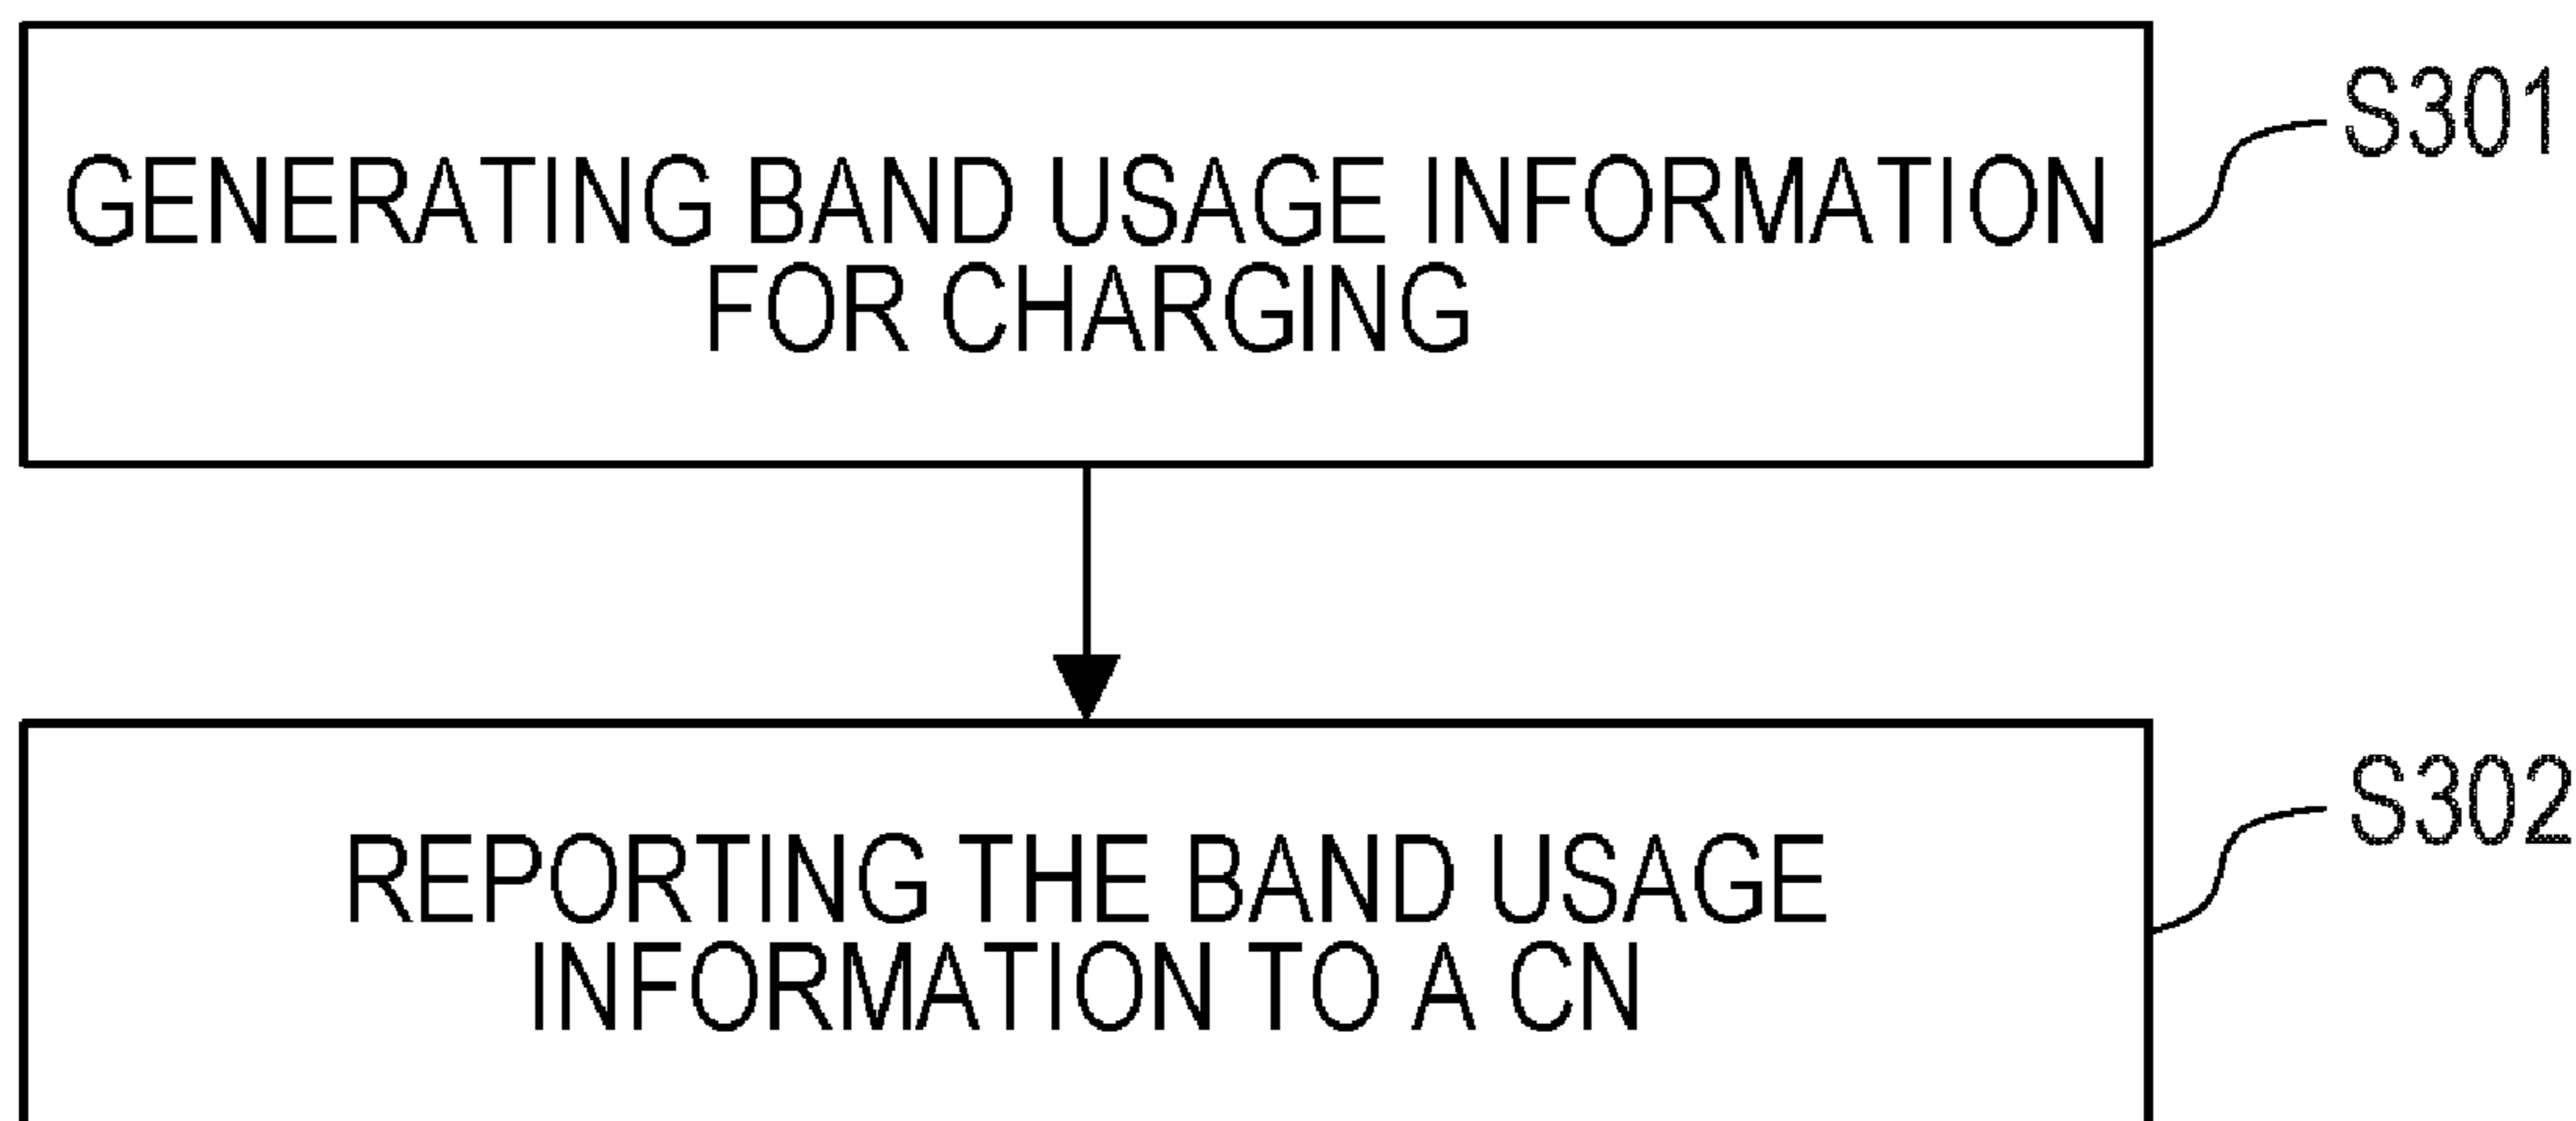 GENERATING BAND USAGE INFORMATION
FOR CHARGING
S301
REPORTING THE BAND USAGE
INFORMATION TO A CN
S302